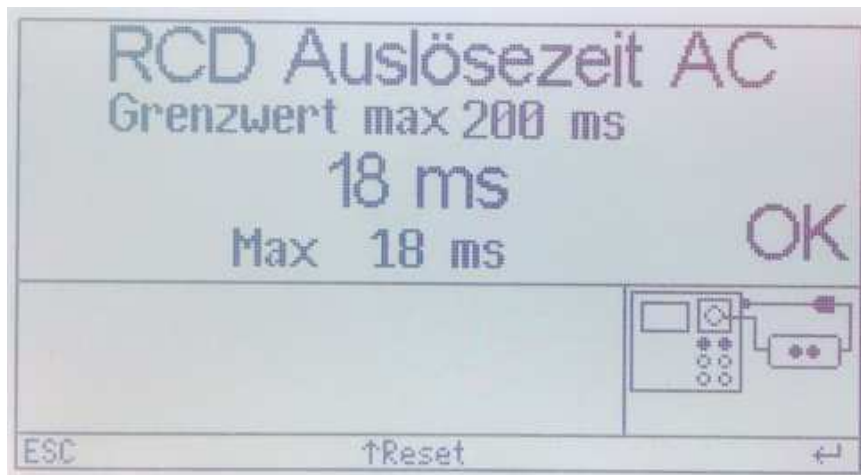 RCD Auslösezeit AC
Grenzwert max 200 ms
18 ms
OK
Max 18 ms
ESC ↑Reset ↵